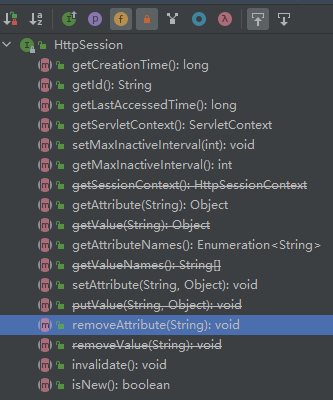 HttpSession
getCreationTime(): long
getId(): String
getLastAccessedTime(): long
getServletContext(): ServletContext
setMaxInactiveInterval(int): void
getMaxInactiveInterval(): int
getSessionContext(): HttpSessionContext
getAttribute(String): Object
getValue(String): Object
getAttributeNames(): Enumeration<String>
getValueNames(): String[]
setAttribute(String, Object): void
putValue(String, Object): void
removeAttribute(String): void
removeValue(String): void
invalidate(): void
isNew(): boolean